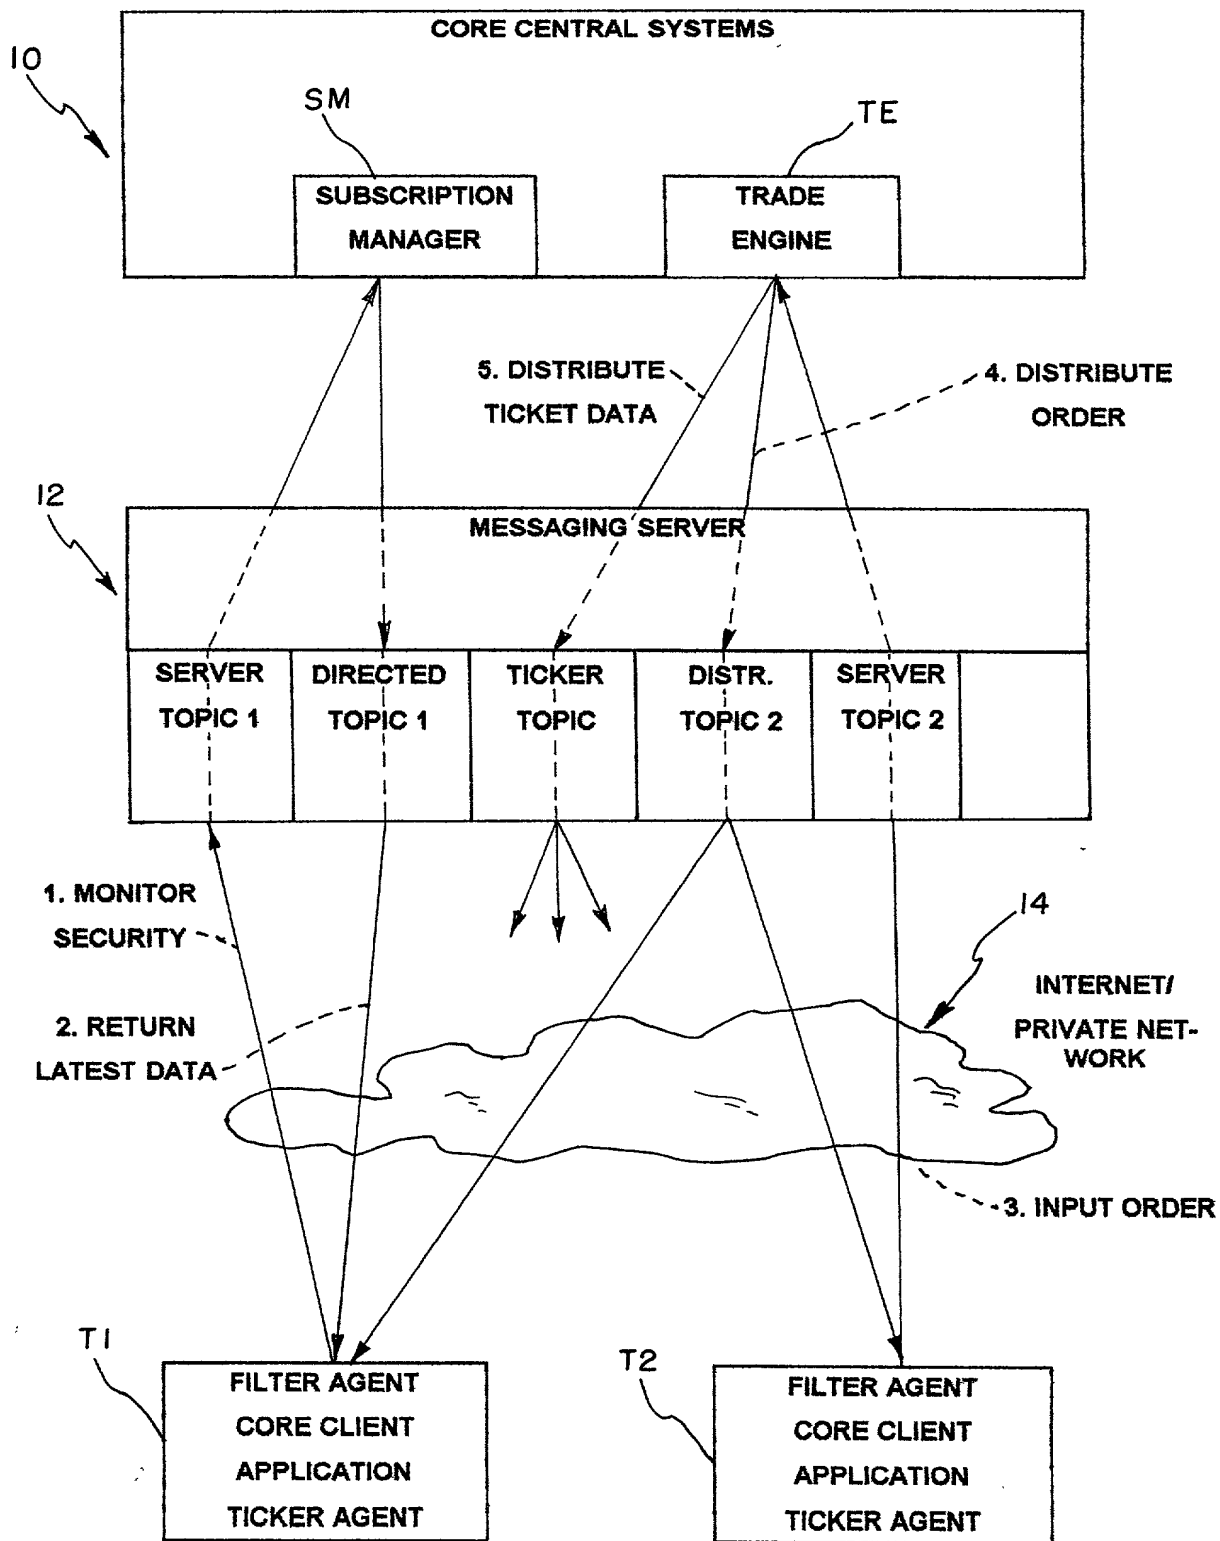 CORE CENTRAL SYSTEMS
10
SM
TE
SUBSCRIPTION
MANAGER
TRADE
ENGINE
5. DISTRIBUTE
TICKET DATA
4. DISTRIBUTE
ORDER
12
MESSAGING SERVER
SERVER
TOPIC 1
DIRECTED
TOPIC 1
TICKER
TOPIC
DISTR.
TOPIC 2
SERVER
TOPIC 2
1. MONITOR
SECURITY
14
INTERNET/
PRIVATE NET-
WORK
2. RETURN
LATEST DATA
3. INPUT ORDER
T1
FILTER AGENT
CORE CLIENT
APPLICATION
TICKER AGENT
T2
FILTER AGENT
CORE CLIENT
APPLICATION
TICKER AGENT